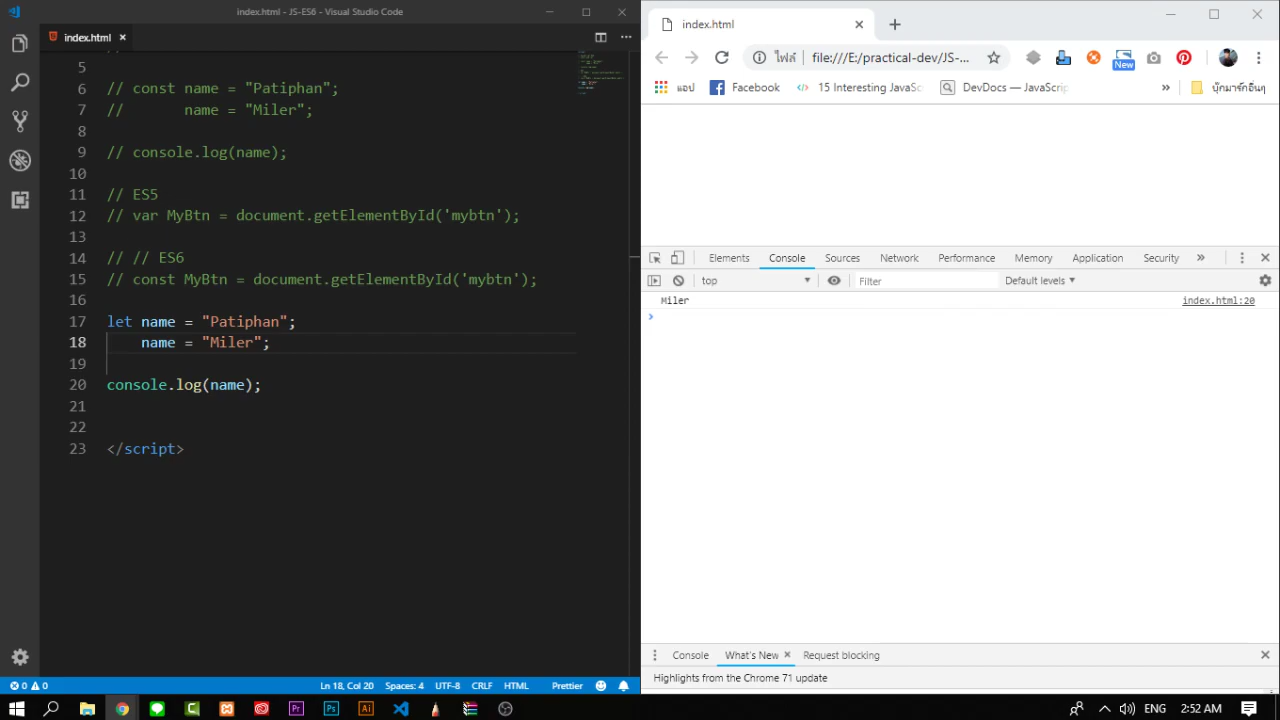 index.html - JS-ES6 - Visual Studio Code
index.html
5
6 // const name = "Patiphan";
7 //       name = "Miler";
8
9 // console.log(name);
10
11 // ES5
12 // var MyBtn = document.getElementById('mybtn');
13
14 // // ES6
15 // const MyBtn = document.getElementById('mybtn');
16
17 let name = "Patiphan";
18     name = "Miler";
19
20 console.log(name);
21
22
23 </script>
0 0
Ln 18, Col 20 Spaces: 4 UTF-8 CRLF HTML Prettier
index.html
ไฟล์ file:///E:/practical-dev/JS-...
New
แอป Facebook 15 Interesting JavaSc DevDocs — JavaScrip » บุ๊กมาร์กอื่นๆ
Elements Console Sources Network Performance Memory Application Security »
top Filter Default levels
Miler index.html:20
Console What's New Request blocking
Highlights from the Chrome 71 update
Pr Ps Ai ENG 2:52 AM